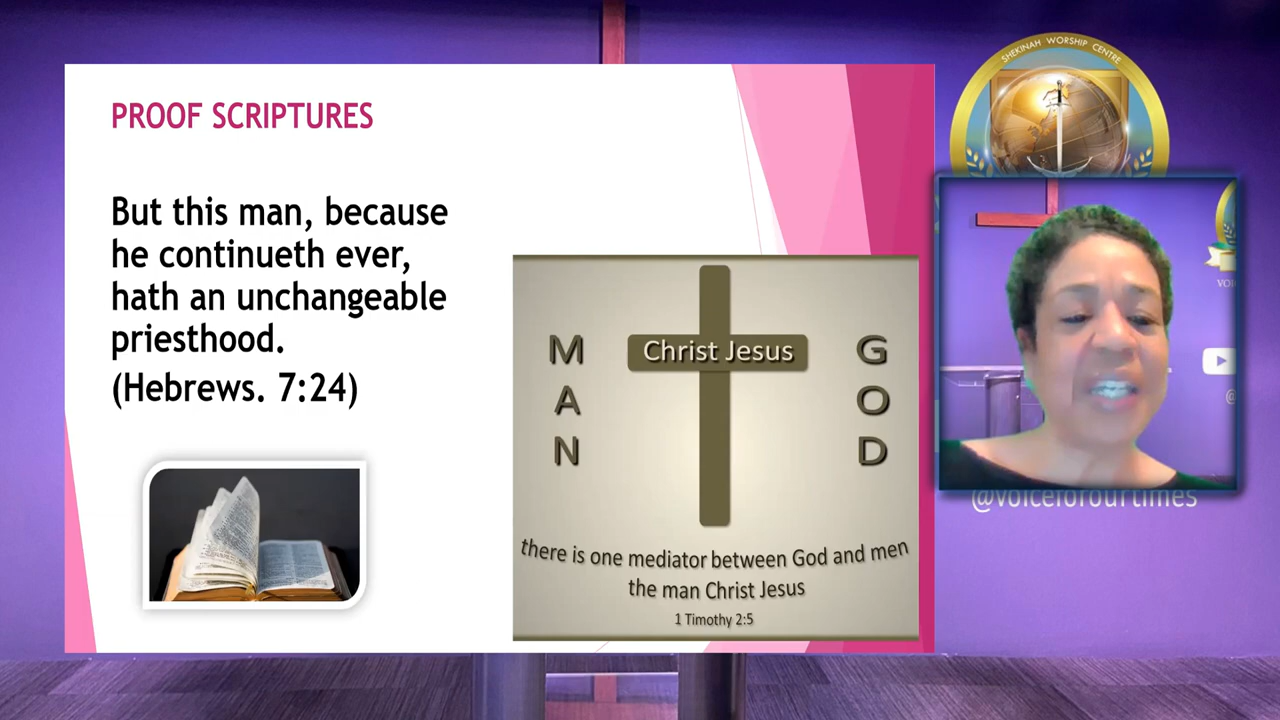 PROOF SCRIPTURES
But this man, because
he continueth ever,
hath an unchangeable
priesthood.
(Hebrews. 7:24)
M
A
N
Christ Jesus
G
O
D
there is one mediator between God and men
the man Christ Jesus
1 Timothy 2:5
SHEKINAH WORSHIP CENTRE
@voiceforourtimes